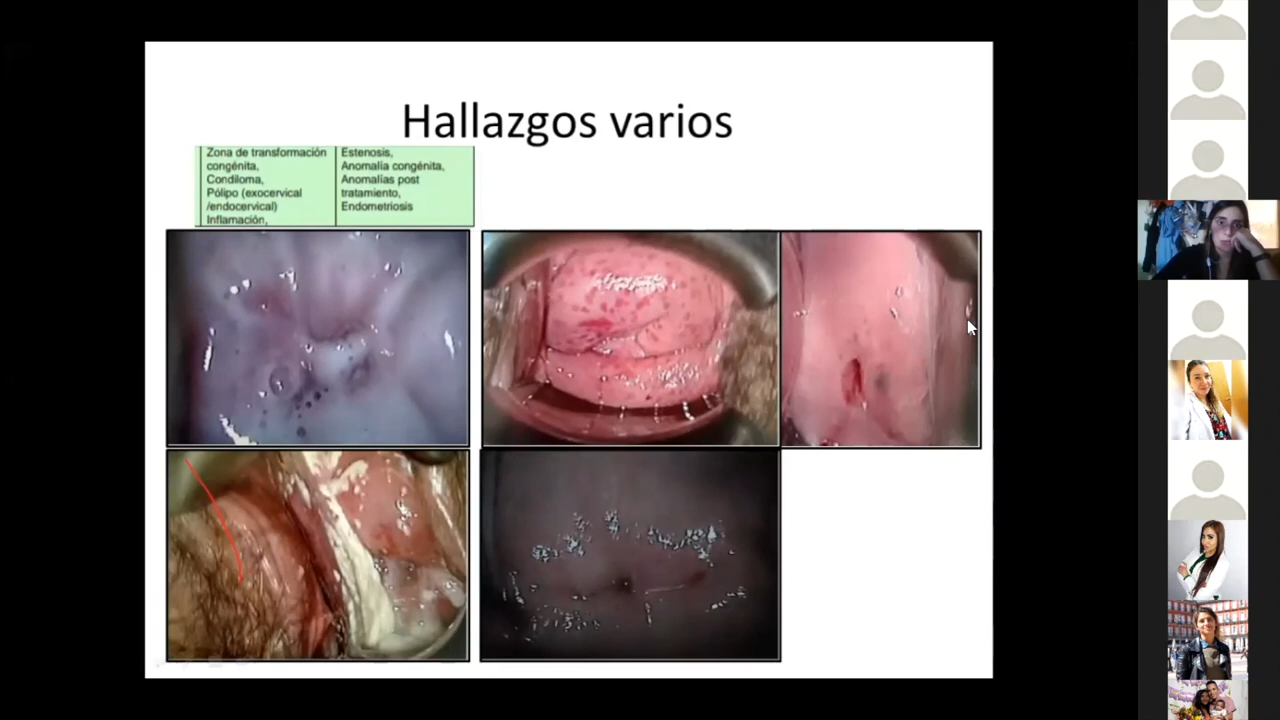 Hallazgos varios
Zona de transformación
congénita,
Condiloma,
Pólipo (exocervical
/endocervical)
Inflamación,
Estenosis,
Anomalía congénita,
Anomalías post
tratamiento,
Endometriosis